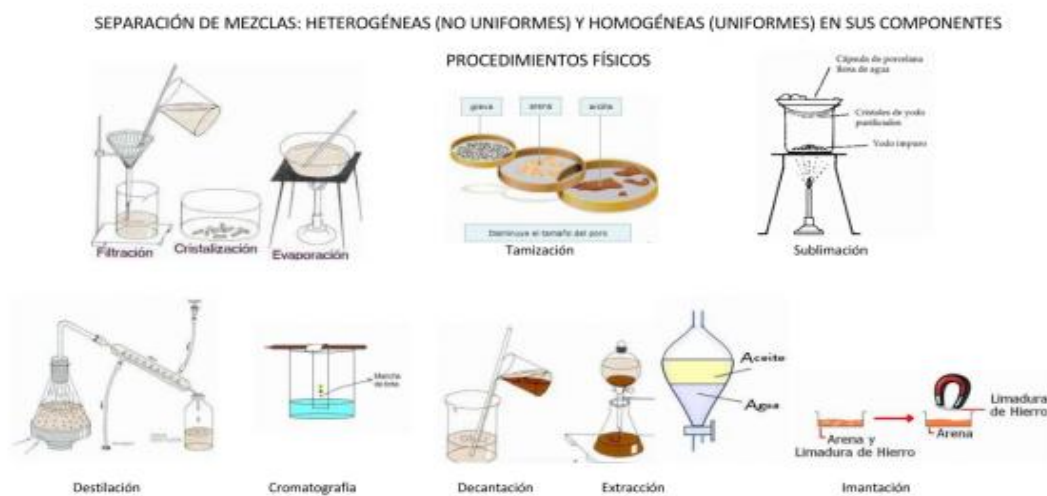 SEPARACIÓN DE MEZCLAS: HETEROGÉNEAS (NO UNIFORMES) Y HOMOGÉNEAS (UNIFORMES) EN SUS COMPONENTES
PROCEDIMIENTOS FÍSICOS
Filtración
Cristalización
Evaporación
grava
arena
arcilla
Disminuye el tamaño del poro
Tamización
Cápsula de porcelana
llena de agua
Cristales de yodo
purificados
Yodo impuro
Sublimación
Destilación
Mancha
de tinta
Cromatografía
Decantación
Extracción
Aceite
Agua
Arena y
Limadura de Hierro
Limadura
de Hierro
Arena
Imantación